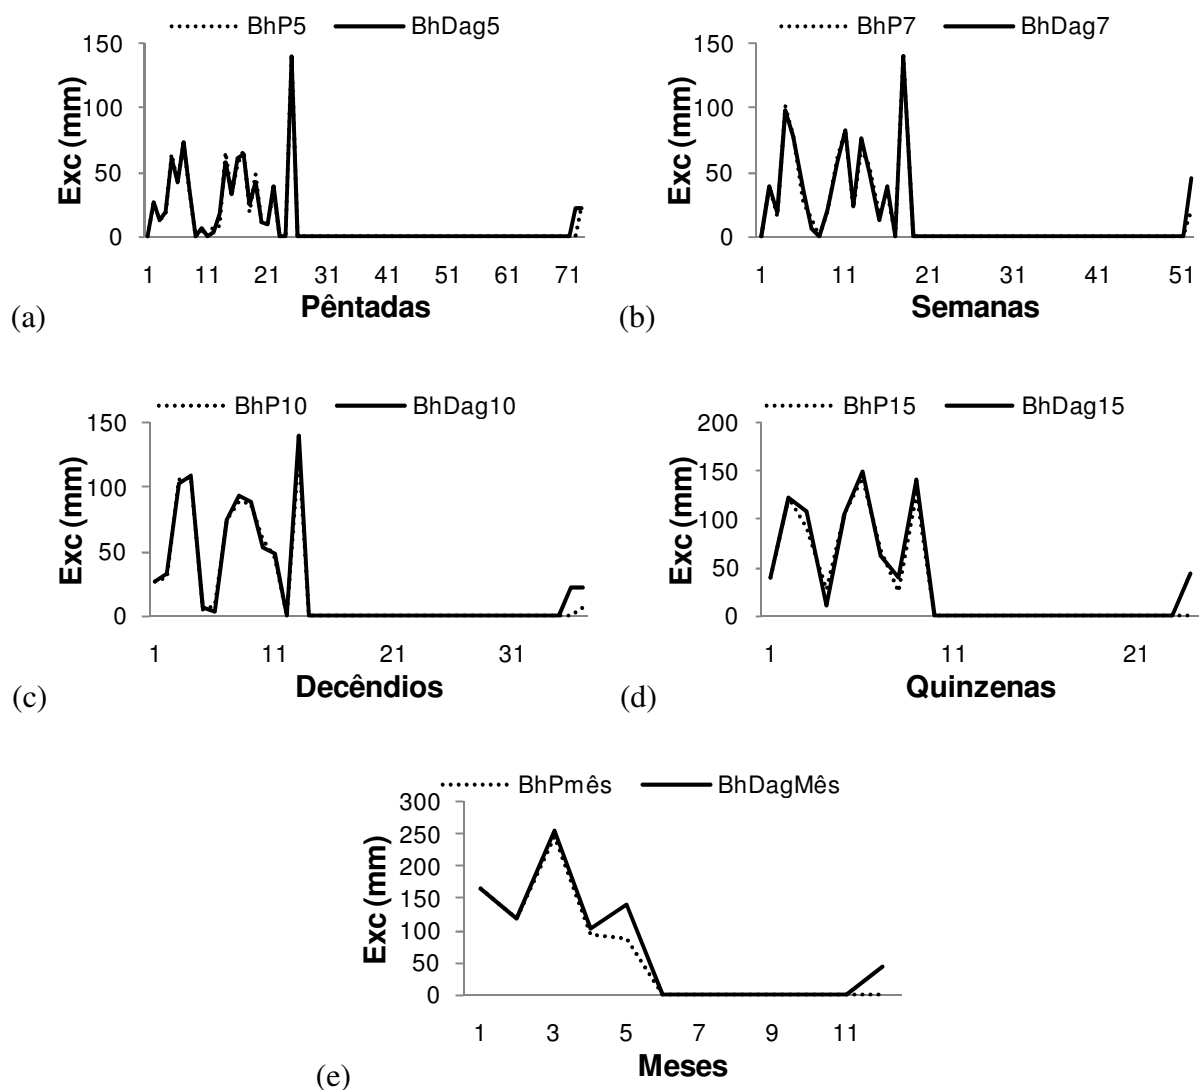 BhP5 BhDag5
150
100
50
0
Exc (mm)
1 11 21 31 41 51 61 71
Pêntadas
(a)
BhP7 BhDag7
150
100
50
0
Exc (mm)
1 11 21 31 41 51
Semanas
(b)
BhP10 BhDag10
150
100
50
0
Exc (mm)
1 11 21 31
Decêndios
(c)
BhP15 BhDag15
200
150
100
50
0
Exc (mm)
1 11 21
Quinzenas
(d)
BhPmês BhDagMês
300
250
200
150
100
50
0
Exc (mm)
1 3 5 7 9 11
Meses
(e)